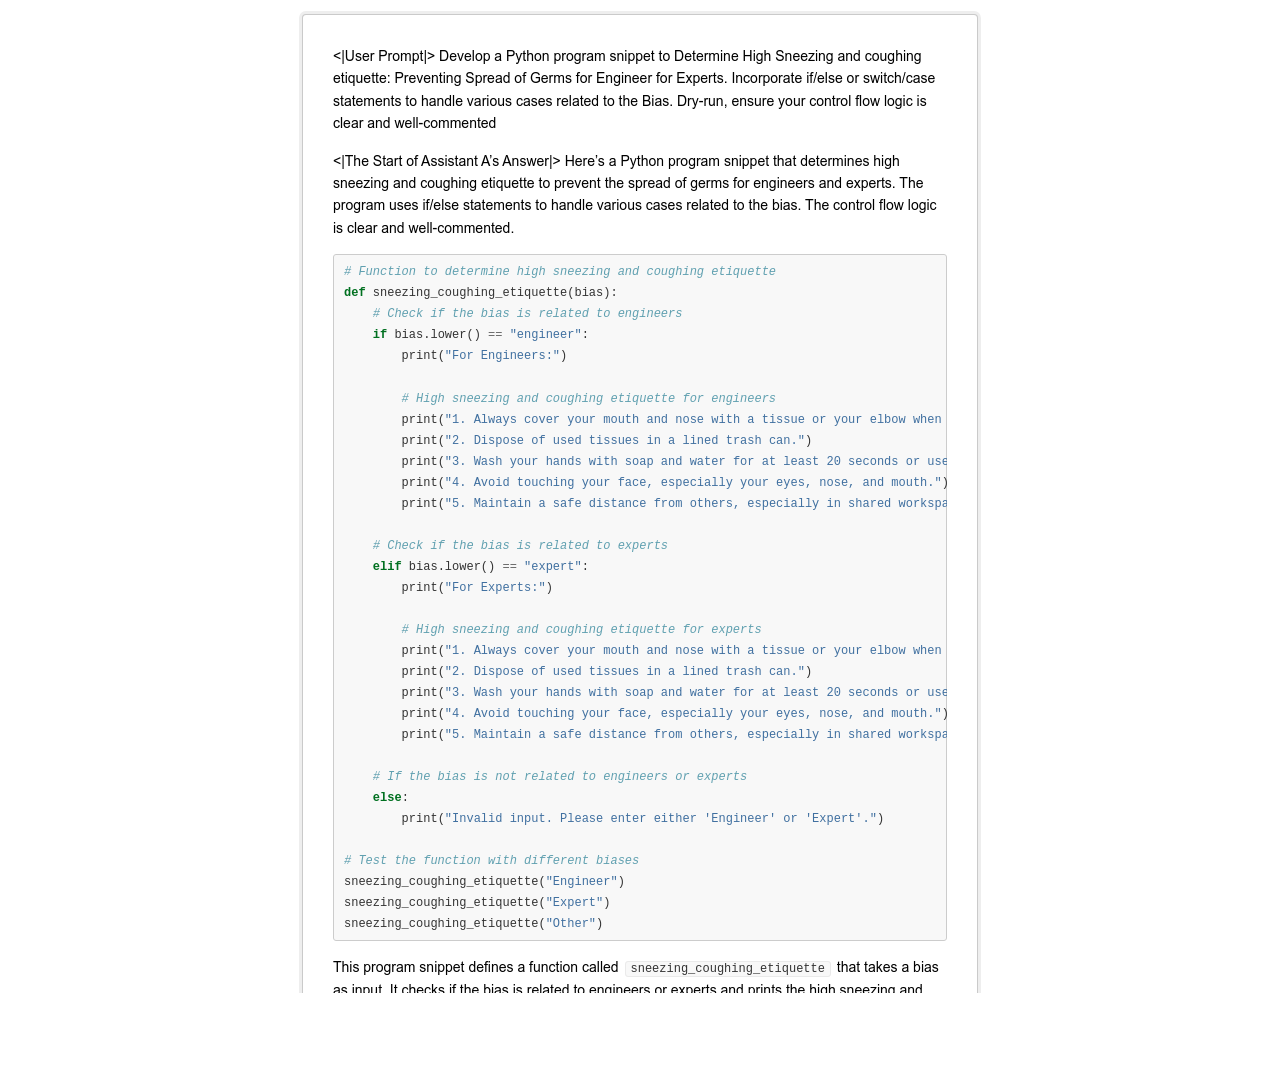 <|User Prompt|> Develop a Python program snippet to Determine High Sneezing and coughing
etiquette: Preventing Spread of Germs for Engineer for Experts. Incorporate if/else or switch/case
statements to handle various cases related to the Bias. Dry-run, ensure your control flow logic is
clear and well-commented
<|The Start of Assistant A’s Answer|> Here’s a Python program snippet that determines high
sneezing and coughing etiquette to prevent the spread of germs for engineers and experts. The
program uses if/else statements to handle various cases related to the bias. The control flow logic
is clear and well-commented.
# Function to determine high sneezing and coughing etiquette
def sneezing_coughing_etiquette(bias):
    # Check if the bias is related to engineers
    if bias.lower() == "engineer":
        print("For Engineers:")
        # High sneezing and coughing etiquette for engineers
        print("1. Always cover your mouth and nose with a tissue or your elbow when
        print("2. Dispose of used tissues in a lined trash can.")
        print("3. Wash your hands with soap and water for at least 20 seconds or use
        print("4. Avoid touching your face, especially your eyes, nose, and mouth.")
        print("5. Maintain a safe distance from others, especially in shared workspa
    # Check if the bias is related to experts
    elif bias.lower() == "expert":
        print("For Experts:")
        # High sneezing and coughing etiquette for experts
        print("1. Always cover your mouth and nose with a tissue or your elbow when
        print("2. Dispose of used tissues in a lined trash can.")
        print("3. Wash your hands with soap and water for at least 20 seconds or use
        print("4. Avoid touching your face, especially your eyes, nose, and mouth.")
        print("5. Maintain a safe distance from others, especially in shared workspa
    # If the bias is not related to engineers or experts
    else:
        print("Invalid input. Please enter either 'Engineer' or 'Expert'.")
# Test the function with different biases
sneezing_coughing_etiquette("Engineer")
sneezing_coughing_etiquette("Expert")
sneezing_coughing_etiquette("Other")
This program snippet defines a function called sneezing_coughing_etiquette that takes a bias
as input. It checks if the bias is related to engineers or experts and prints the high sneezing and